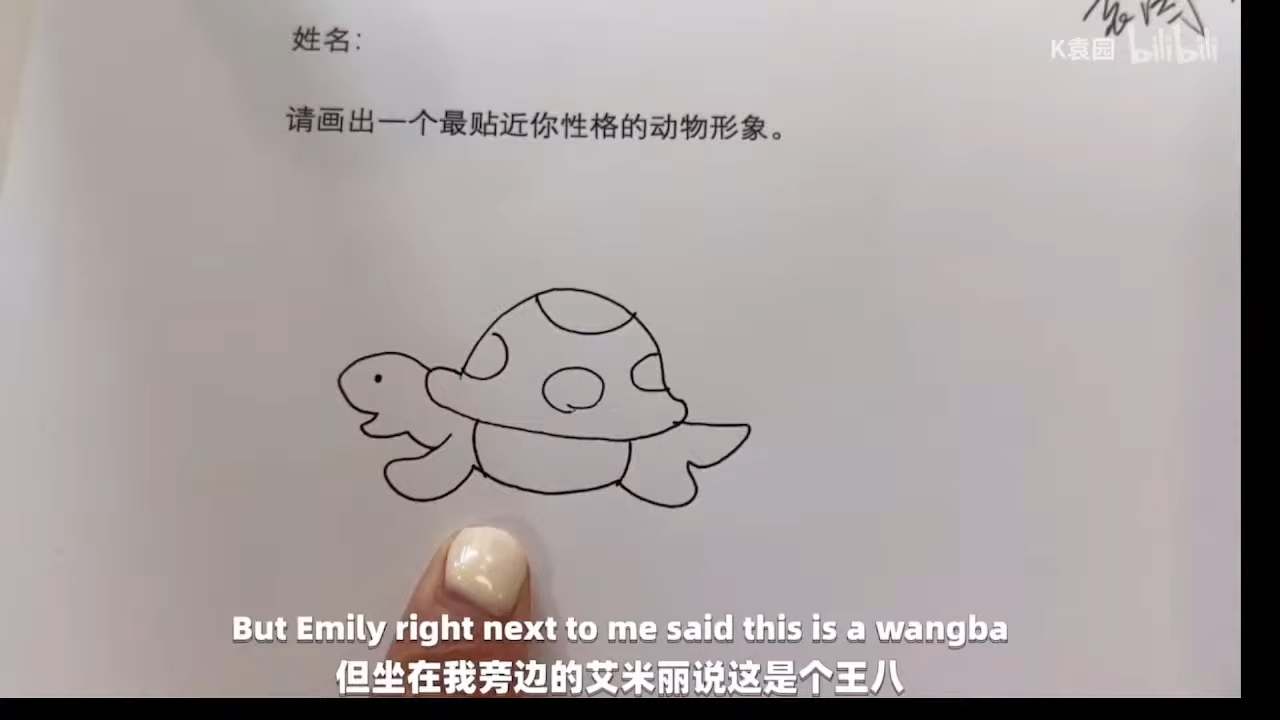 姓名:
K袁园 bilibili
请画出一个最贴近你性格的动物形象。
But Emily right next to me said this is a wangba
但坐在我旁边的艾米丽说这是个王八